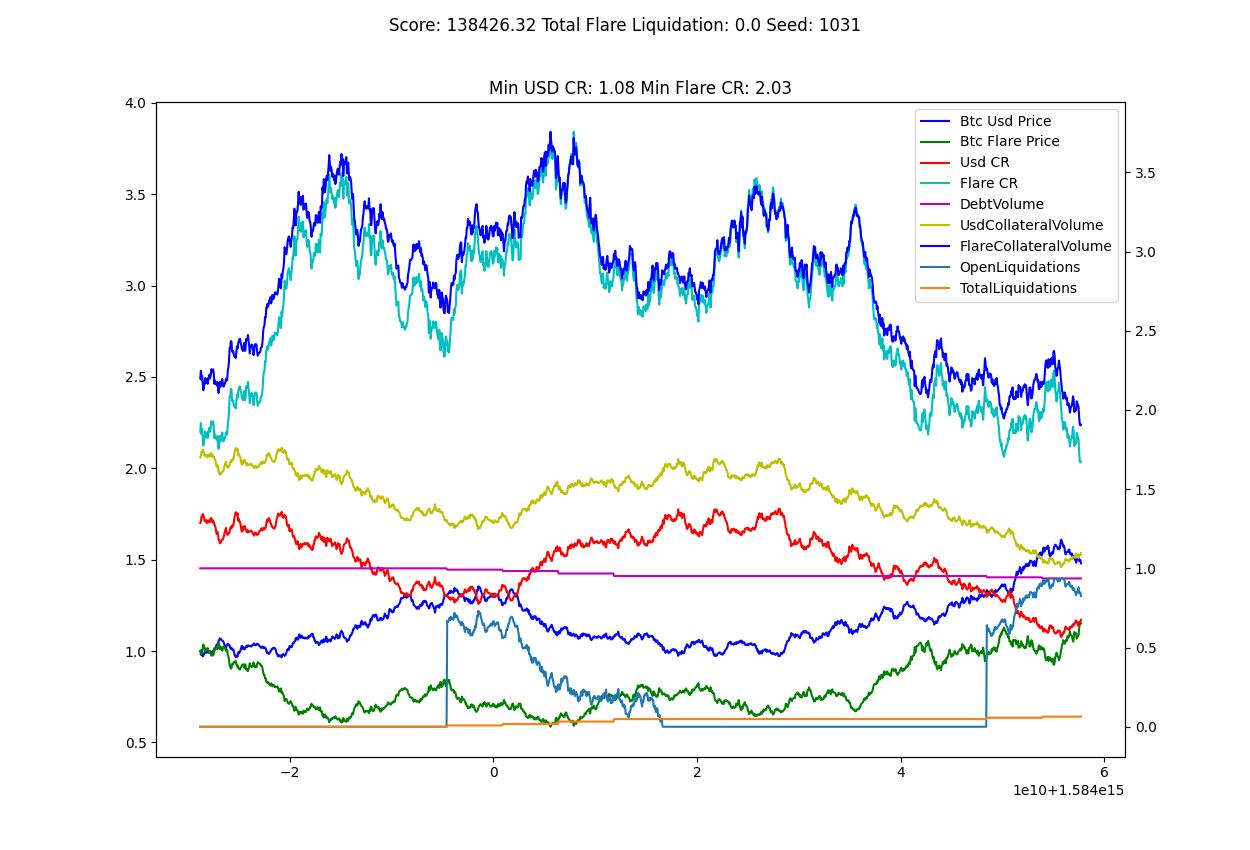 Score: 138426.32 Total Flare Liquidation: 0.0 Seed: 1031
Min USD CR: 1.08 Min Flare CR: 2.03
4.0
3.5
3.0
2.5
2.0
1.5
1.0
0.5
Btc Usd Price
Btc Flare Price
Usd CR
Flare CR
DebtVolume
UsdCollateralVolume
FlareCollateralVolume
OpenLiquidations
TotalLiquidations
3.5
3.0
2.5
2.0
1.5
1.0
0.5
0.0
−2 0 2 4 6
1e10+1.584e15